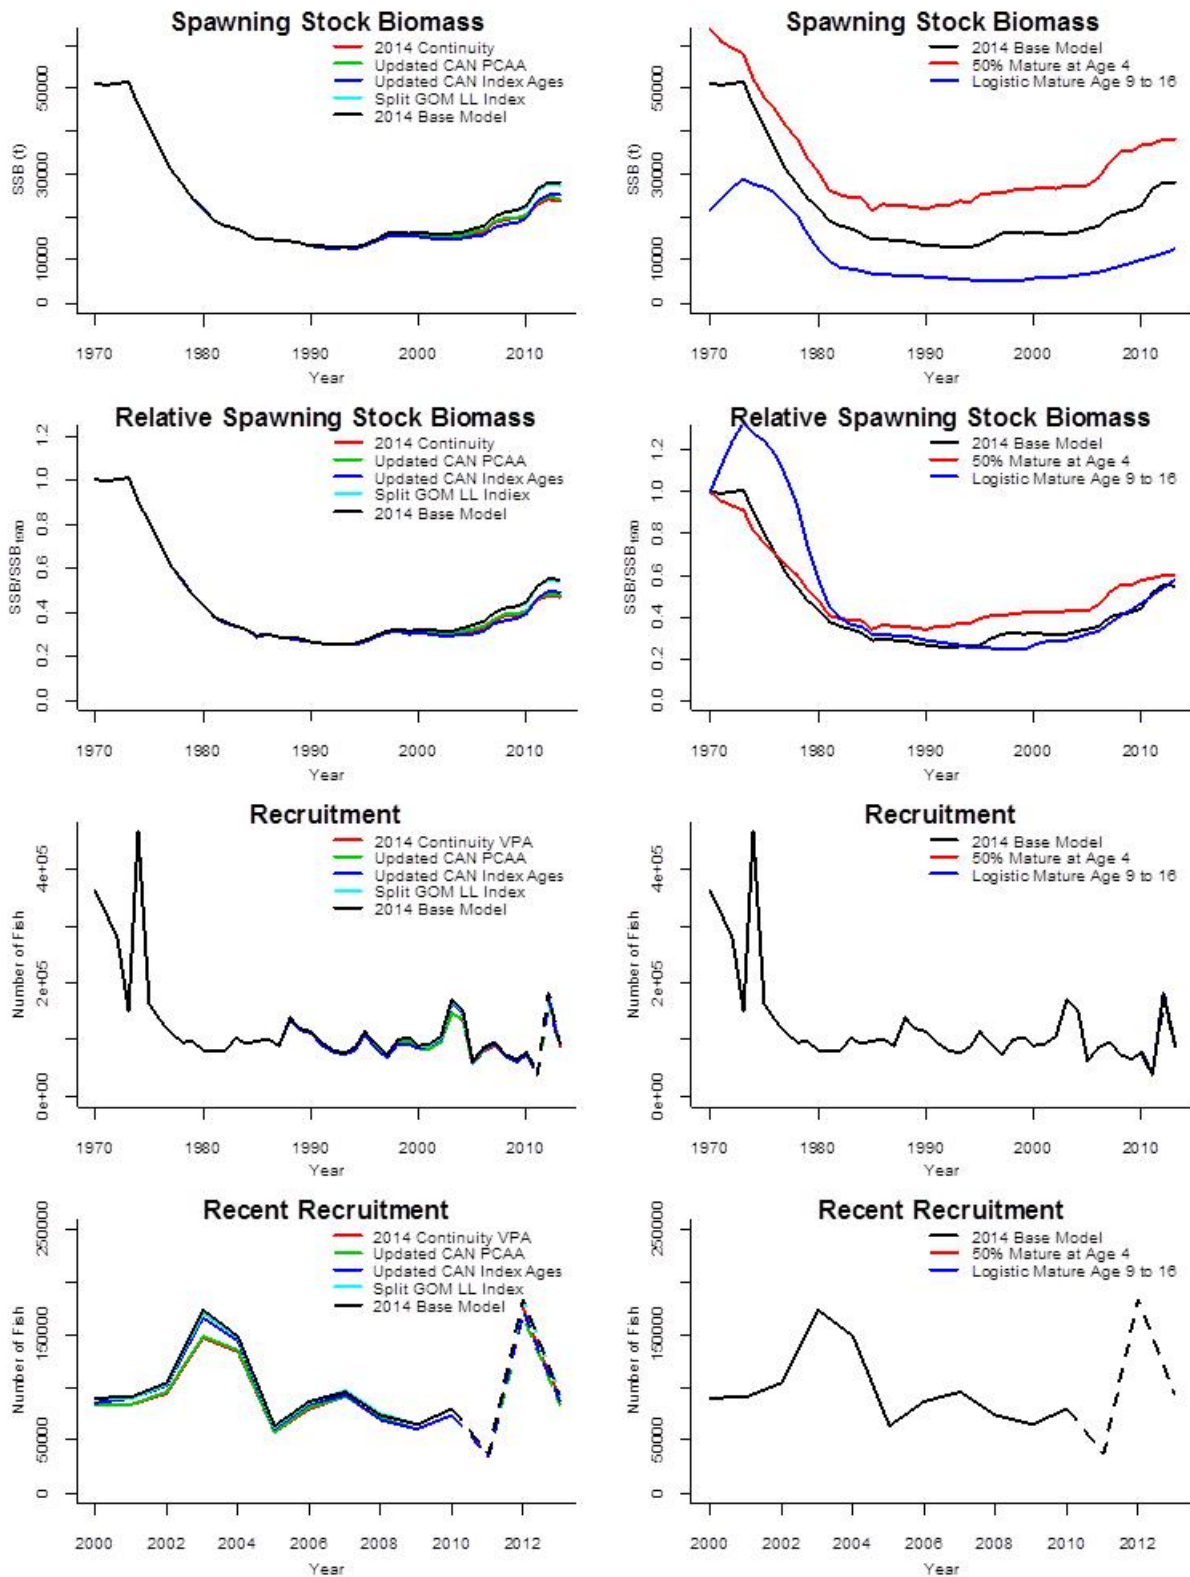 Spawning Stock Biomass
2014 Continuity
Updated CAN PCAA
Updated CAN Index Ages
Split GOM LL Index
2014 Base Model
SSB (t)
50000
30000
10000
0
1970 1980 1990 2000 2010
Year
Spawning Stock Biomass
2014 Base Model
50% Mature at Age 4
Logistic Mature Age 9 to 16
SSB (t)
50000
30000
10000
0
1970 1980 1990 2000 2010
Year
Relative Spawning Stock Biomass
2014 Continuity
Updated CAN PCAA
Updated CAN Index Ages
Split GOM LL Indiex
2014 Base Model
SSB/SSB1970
1.2
1.0
0.8
0.6
0.4
0.2
0.0
1970 1980 1990 2000 2010
Year
Relative Spawning Stock Biomass
2014 Base Model
50% Mature at Age 4
Logistic Mature Age 9 to 16
SSB/SSB1970
1.2
1.0
0.8
0.6
0.4
0.2
0.0
1970 1980 1990 2000 2010
Year
Recruitment
2014 Continuity VPA
Updated CAN PCAA
Updated CAN Index Ages
Split GOM LL Index
2014 Base Model
Number of Fish
4e+05
2e+05
0e+00
1970 1980 1990 2000 2010
Year
Recruitment
2014 Base Model
50% Mature at Age 4
Logistic Mature Age 9 to 16
Number of Fish
4e+05
2e+05
0e+00
1970 1980 1990 2000 2010
Year
Recent Recruitment
2014 Continuity VPA
Updated CAN PCAA
Updated CAN Index Ages
Split GOM LL Index
2014 Base Model
Number of Fish
250000
150000
50000
0
2000 2002 2004 2006 2008 2010 2012
Year
Recent Recruitment
2014 Base Model
50% Mature at Age 4
Logistic Mature Age 9 to 16
Number of Fish
250000
150000
50000
0
2000 2002 2004 2006 2008 2010 2012
Year